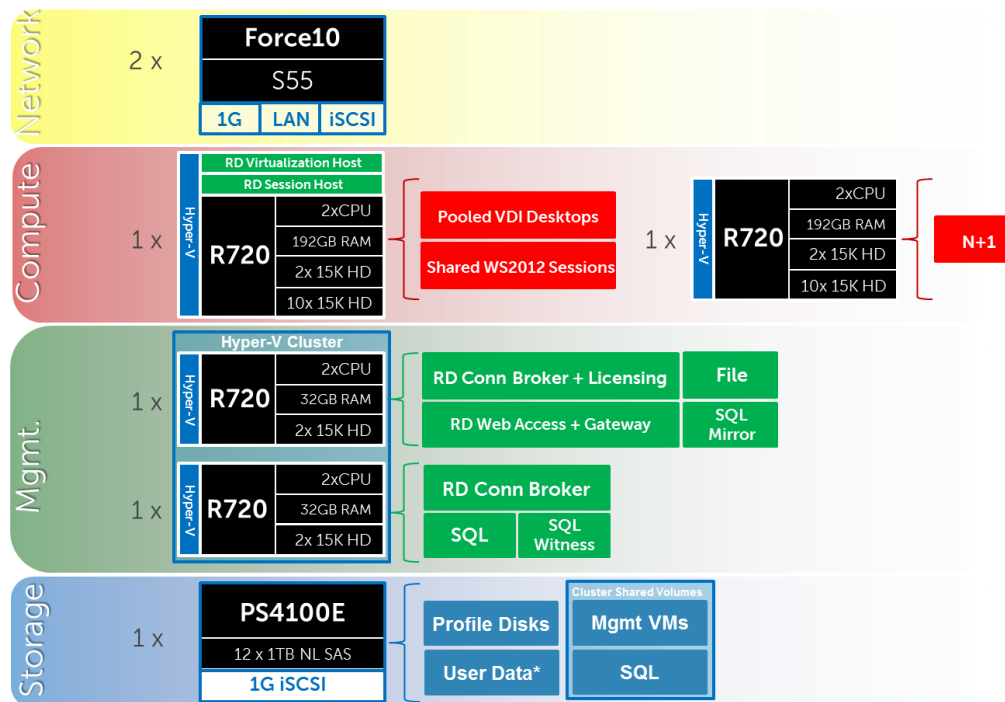 Network
2 x
Force10
S55
1G
LAN
iSCSI
Compute
1 x
Hyper-V
RD Virtualization Host
RD Session Host
R720
2xCPU
192GB RAM
2x 15K HD
10x 15K HD
Pooled VDI Desktops
Shared WS2012 Sessions
1 x
Hyper-V
R720
2xCPU
192GB RAM
2x 15K HD
10x 15K HD
N+1
Mgmt.
Hyper-V Cluster
1 x
Hyper-V
R720
2xCPU
32GB RAM
2x 15K HD
RD Conn Broker + Licensing
File
RD Web Access + Gateway
SQL
Mirror
1 x
Hyper-V
R720
2xCPU
32GB RAM
2x 15K HD
RD Conn Broker
SQL
SQL
Witness
Storage
1 x
PS4100E
12 x 1TB NL SAS
1G iSCSI
Profile Disks
User Data*
Cluster Shared Volumes
Mgmt VMs
SQL